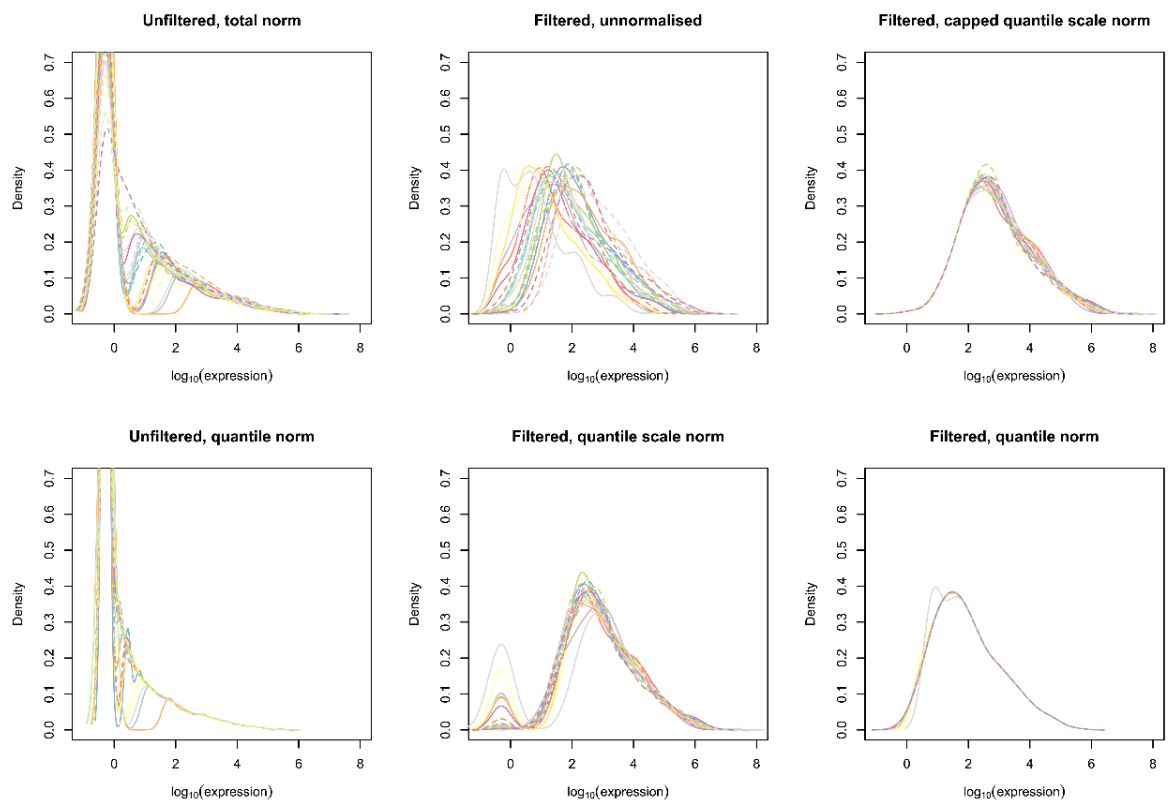 Unfiltered, total norm
Density
0.0 0.1 0.2 0.3 0.4 0.5 0.6 0.7
0 2 4 6 8
log10(expression)
Filtered, unnormalised
Density
0.0 0.1 0.2 0.3 0.4 0.5 0.6 0.7
0 2 4 6 8
log10(expression)
Filtered, capped quantile scale norm
Density
0.0 0.1 0.2 0.3 0.4 0.5 0.6 0.7
0 2 4 6 8
log10(expression)
Unfiltered, quantile norm
Density
0.0 0.1 0.2 0.3 0.4 0.5 0.6 0.7
0 2 4 6 8
log10(expression)
Filtered, quantile scale norm
Density
0.0 0.1 0.2 0.3 0.4 0.5 0.6 0.7
0 2 4 6 8
log10(expression)
Filtered, quantile norm
Density
0.0 0.1 0.2 0.3 0.4 0.5 0.6 0.7
0 2 4 6 8
log10(expression)